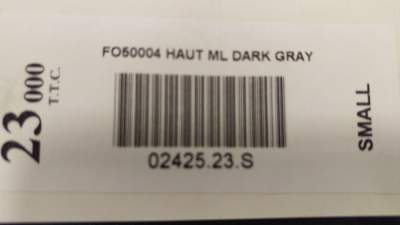 FO50004 HAUT ML DARK GRAY
23 000
T.T.C.
02425.23.S
SMALL